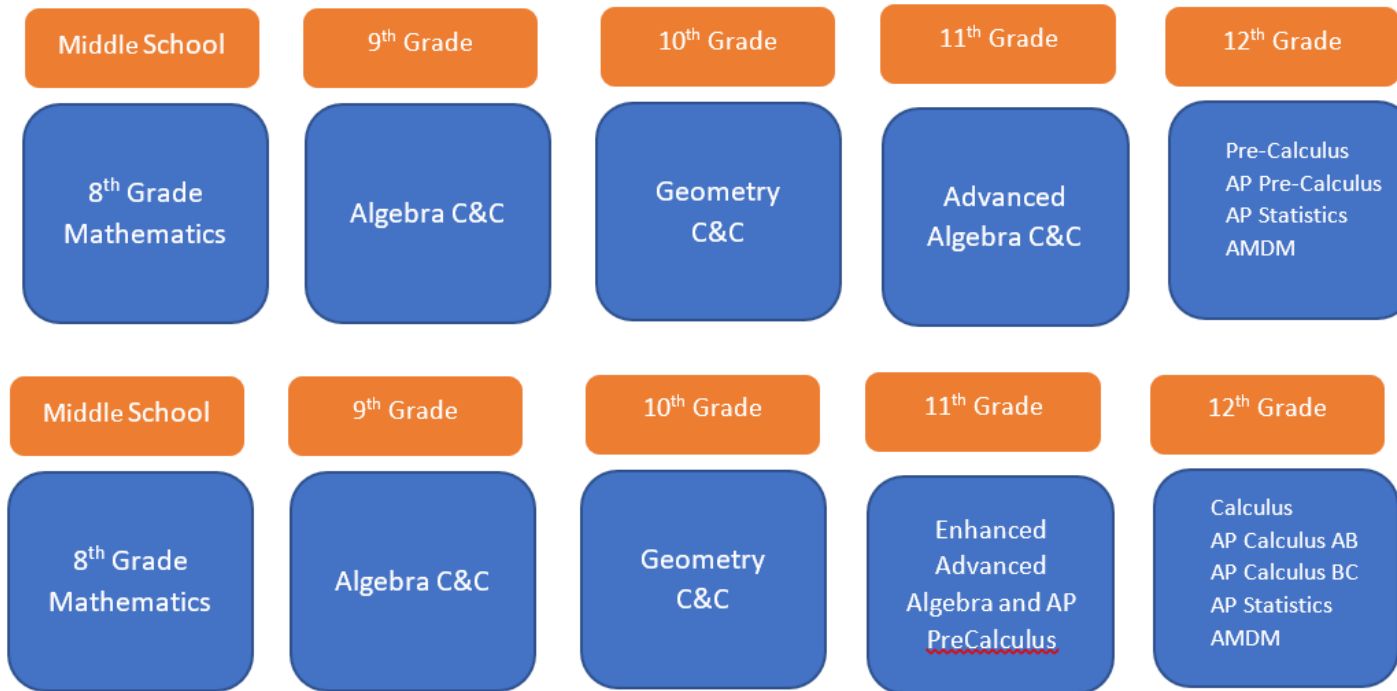 Middle School
9th Grade
10th Grade
11th Grade
12th Grade
8th Grade
Mathematics
Algebra C&C
Geometry
C&C
Advanced
Algebra C&C
Pre-Calculus
AP Pre-Calculus
AP Statistics
AMDM
Middle School
9th Grade
10th Grade
11th Grade
12th Grade
8th Grade
Mathematics
Algebra C&C
Geometry
C&C
Enhanced
Advanced
Algebra and AP
PreCalculus
Calculus
AP Calculus AB
AP Calculus BC
AP Statistics
AMDM